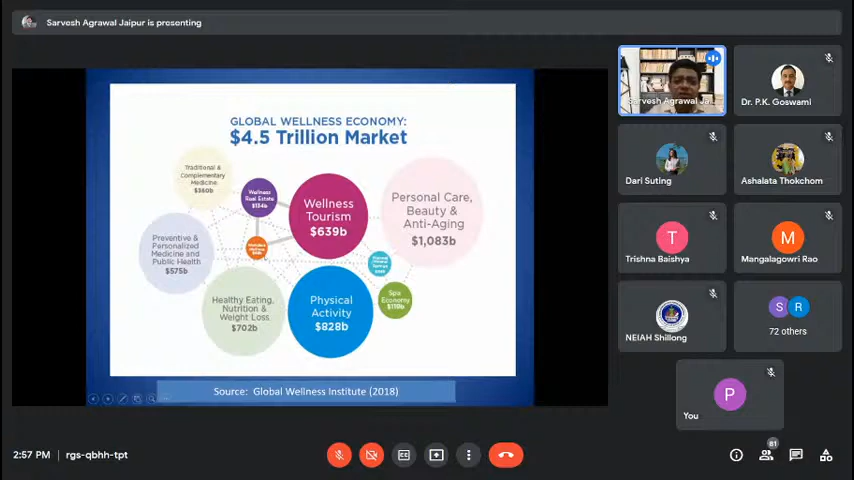 Sarvesh Agrawal Jaipur is presenting
GLOBAL WELLNESS ECONOMY:
$4.5 Trillion Market
Traditional &
Complementary
Medicine
$360b
Wellness
Real Estate
$134b
Wellness
Tourism
$639b
Personal Care,
Beauty &
Anti-Aging
$1,083b
Preventive &
Personalized
Medicine and
Public Health
$575b
Healthy Eating,
Nutrition &
Weight Loss
$702b
Physical
Activity
$828b
Spa
Economy
$119b
Source: Global Wellness Institute (2018)
Sarvesh Agrawal Ja...
Dr. P.K. Goswami
Dari Suting
Ashalata Thokchom
T
Trishna Baishya
M
Mangalagowri Rao
NEIAH Shillong
S R
72 others
P
You
2:57 PM | rgs-qbhh-tpt
81